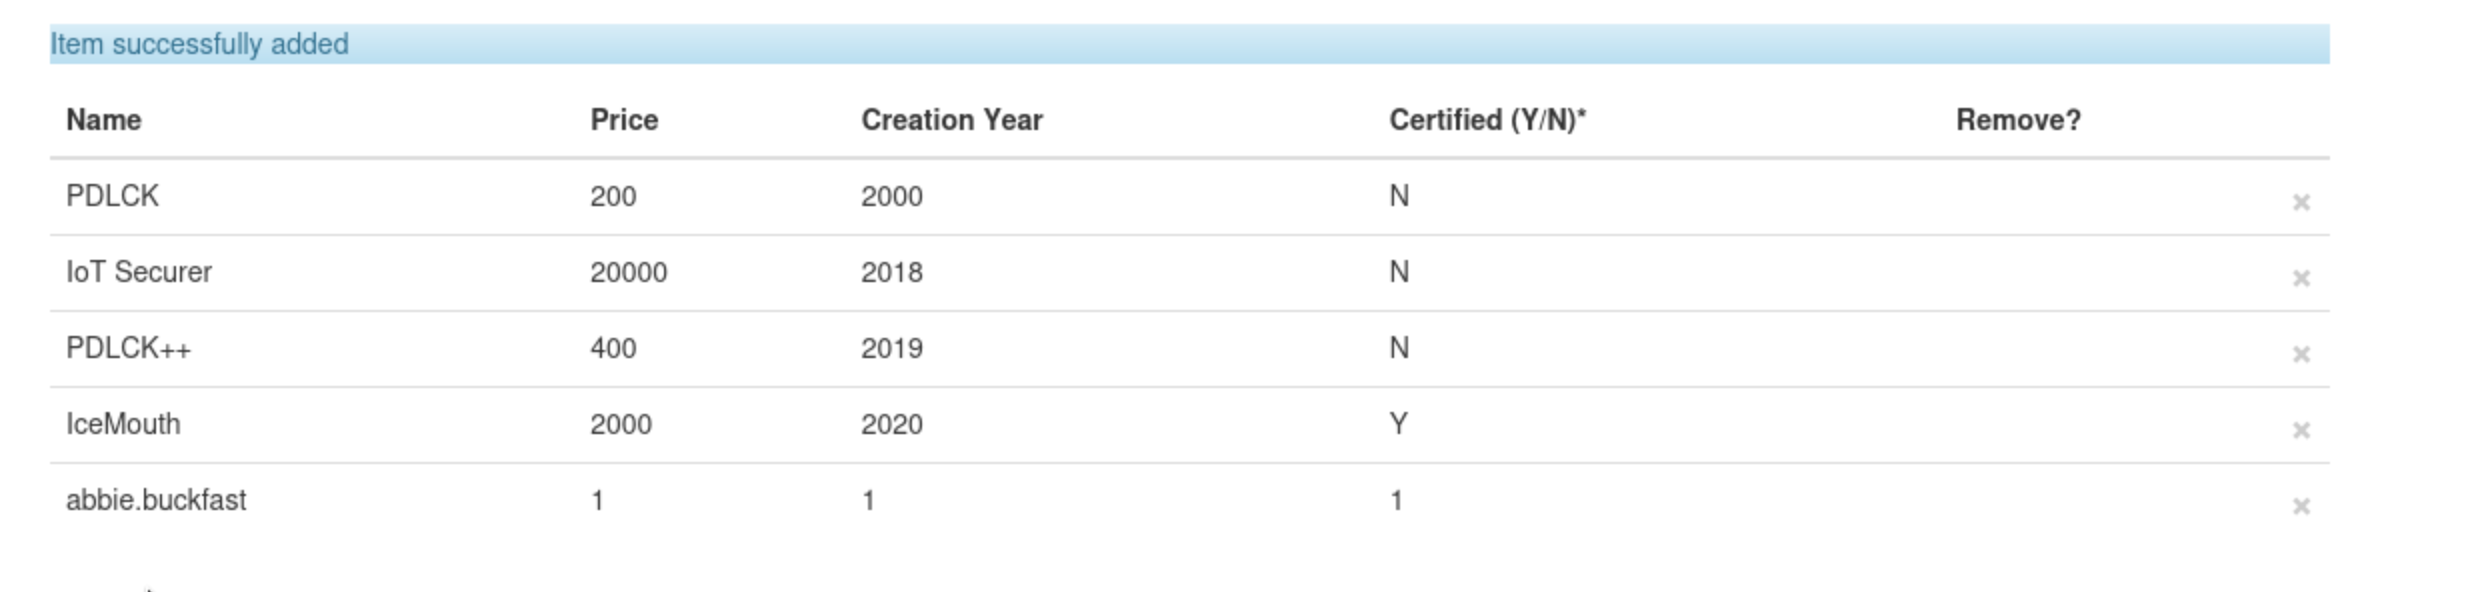 Item successfully added
Name Price Creation Year Certified (Y/N)* Remove?
PDLCK 200 2000 N ×
IoT Securer 20000 2018 N ×
PDLCK++ 400 2019 N ×
IceMouth 2000 2020 Y ×
abbie.buckfast 1 1 1 ×